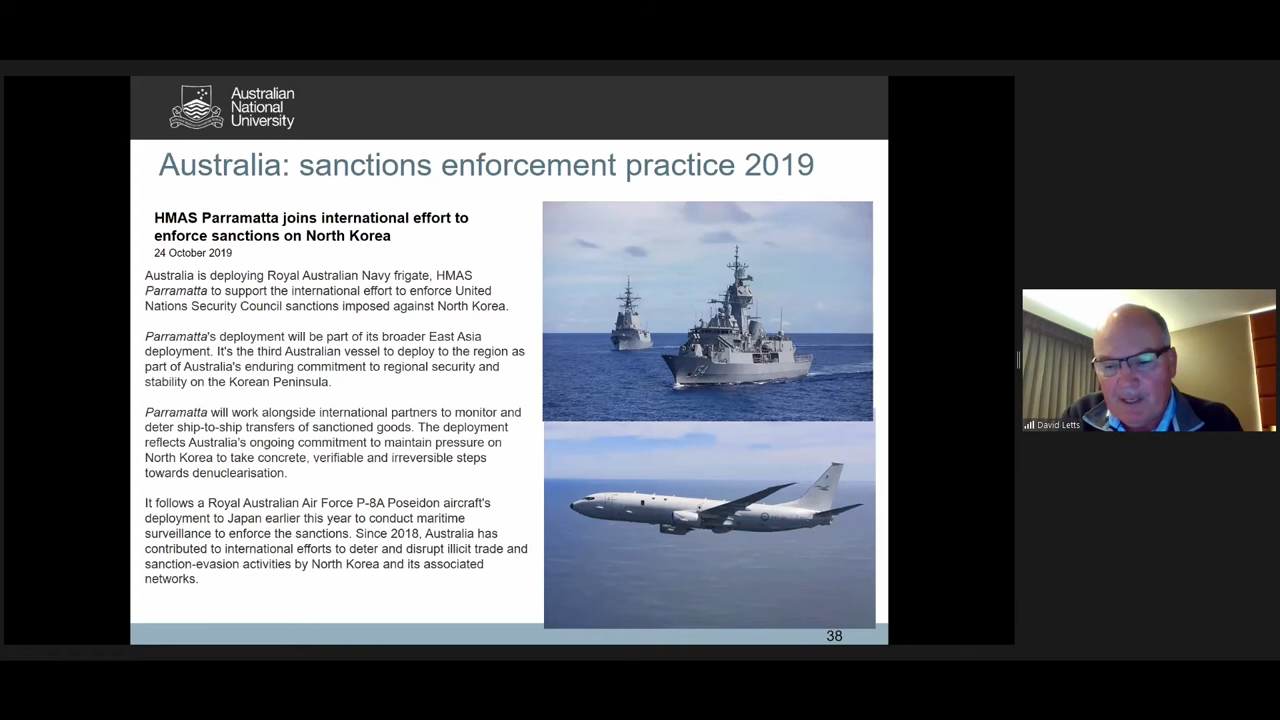 Australian
National
University
Australia: sanctions enforcement practice 2019
HMAS Parramatta joins international effort to
enforce sanctions on North Korea
24 October 2019
Australia is deploying Royal Australian Navy frigate, HMAS
Parramatta to support the international effort to enforce United
Nations Security Council sanctions imposed against North Korea.
Parramatta's deployment will be part of its broader East Asia
deployment. It's the third Australian vessel to deploy to the region as
part of Australia's enduring commitment to regional security and
stability on the Korean Peninsula.
Parramatta will work alongside international partners to monitor and
deter ship-to-ship transfers of sanctioned goods. The deployment
reflects Australia's ongoing commitment to maintain pressure on
North Korea to take concrete, verifiable and irreversible steps
towards denuclearisation.
It follows a Royal Australian Air Force P-8A Poseidon aircraft's
deployment to Japan earlier this year to conduct maritime
surveillance to enforce the sanctions. Since 2018, Australia has
contributed to international efforts to deter and disrupt illicit trade and
sanction-evasion activities by North Korea and its associated
networks.
38
David Letts